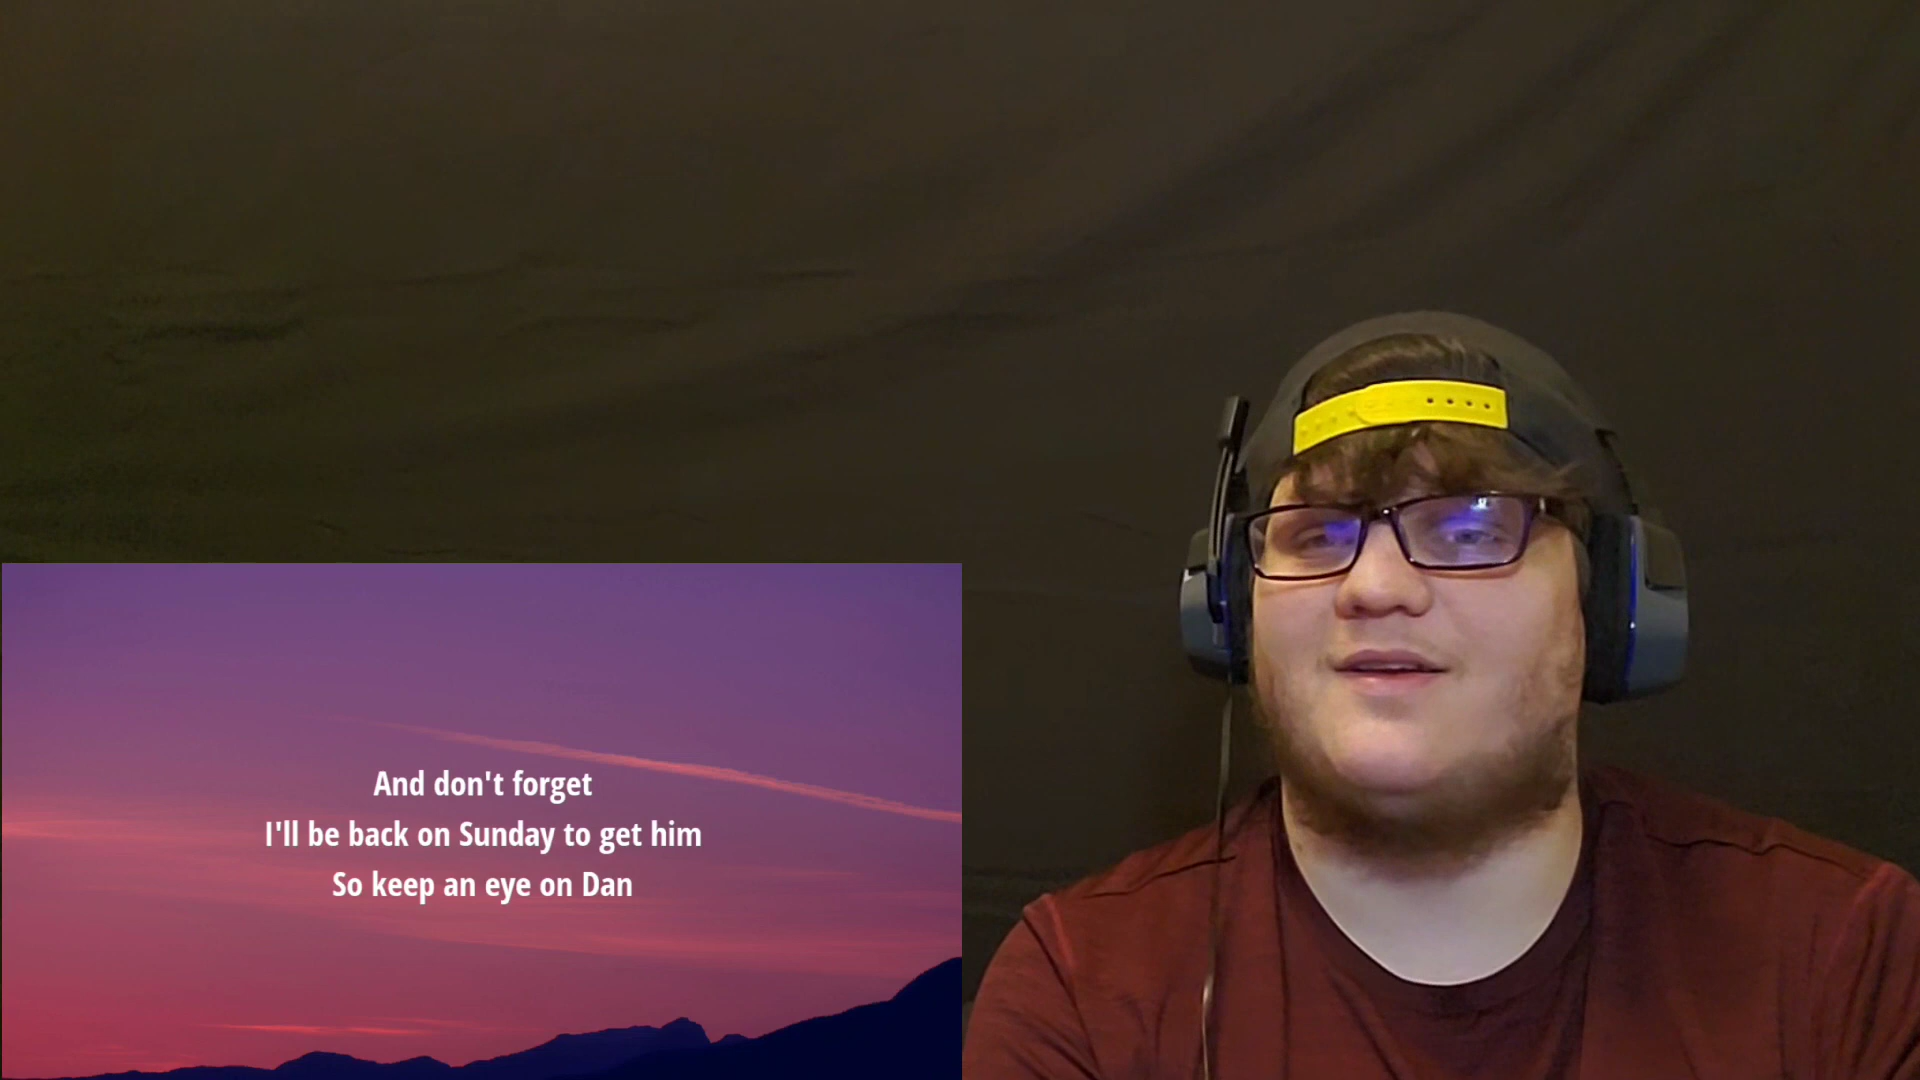 And don't forget
I'll be back on Sunday to get him
So keep an eye on Dan